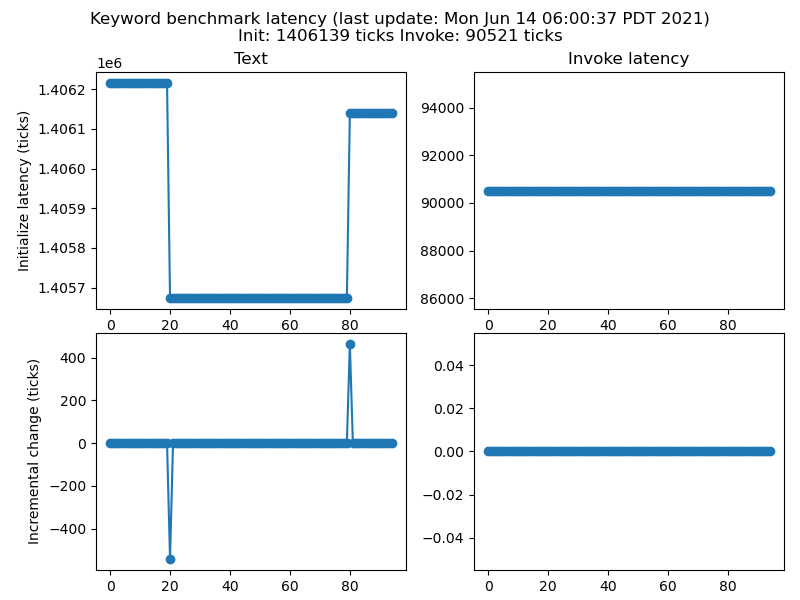 Keyword benchmark latency (last update: Mon Jun 14 06:00:37 PDT 2021)
Init: 1406139 ticks Invoke: 90521 ticks
Text
1e6
Initialize latency (ticks)
1.4062
1.4061
1.4060
1.4059
1.4058
1.4057
0 20 40 60 80
Invoke latency
94000
92000
90000
88000
86000
0 20 40 60 80
Incremental change (ticks)
400
200
0
−200
−400
0 20 40 60 80
0.04
0.02
0.00
−0.02
−0.04
0 20 40 60 80